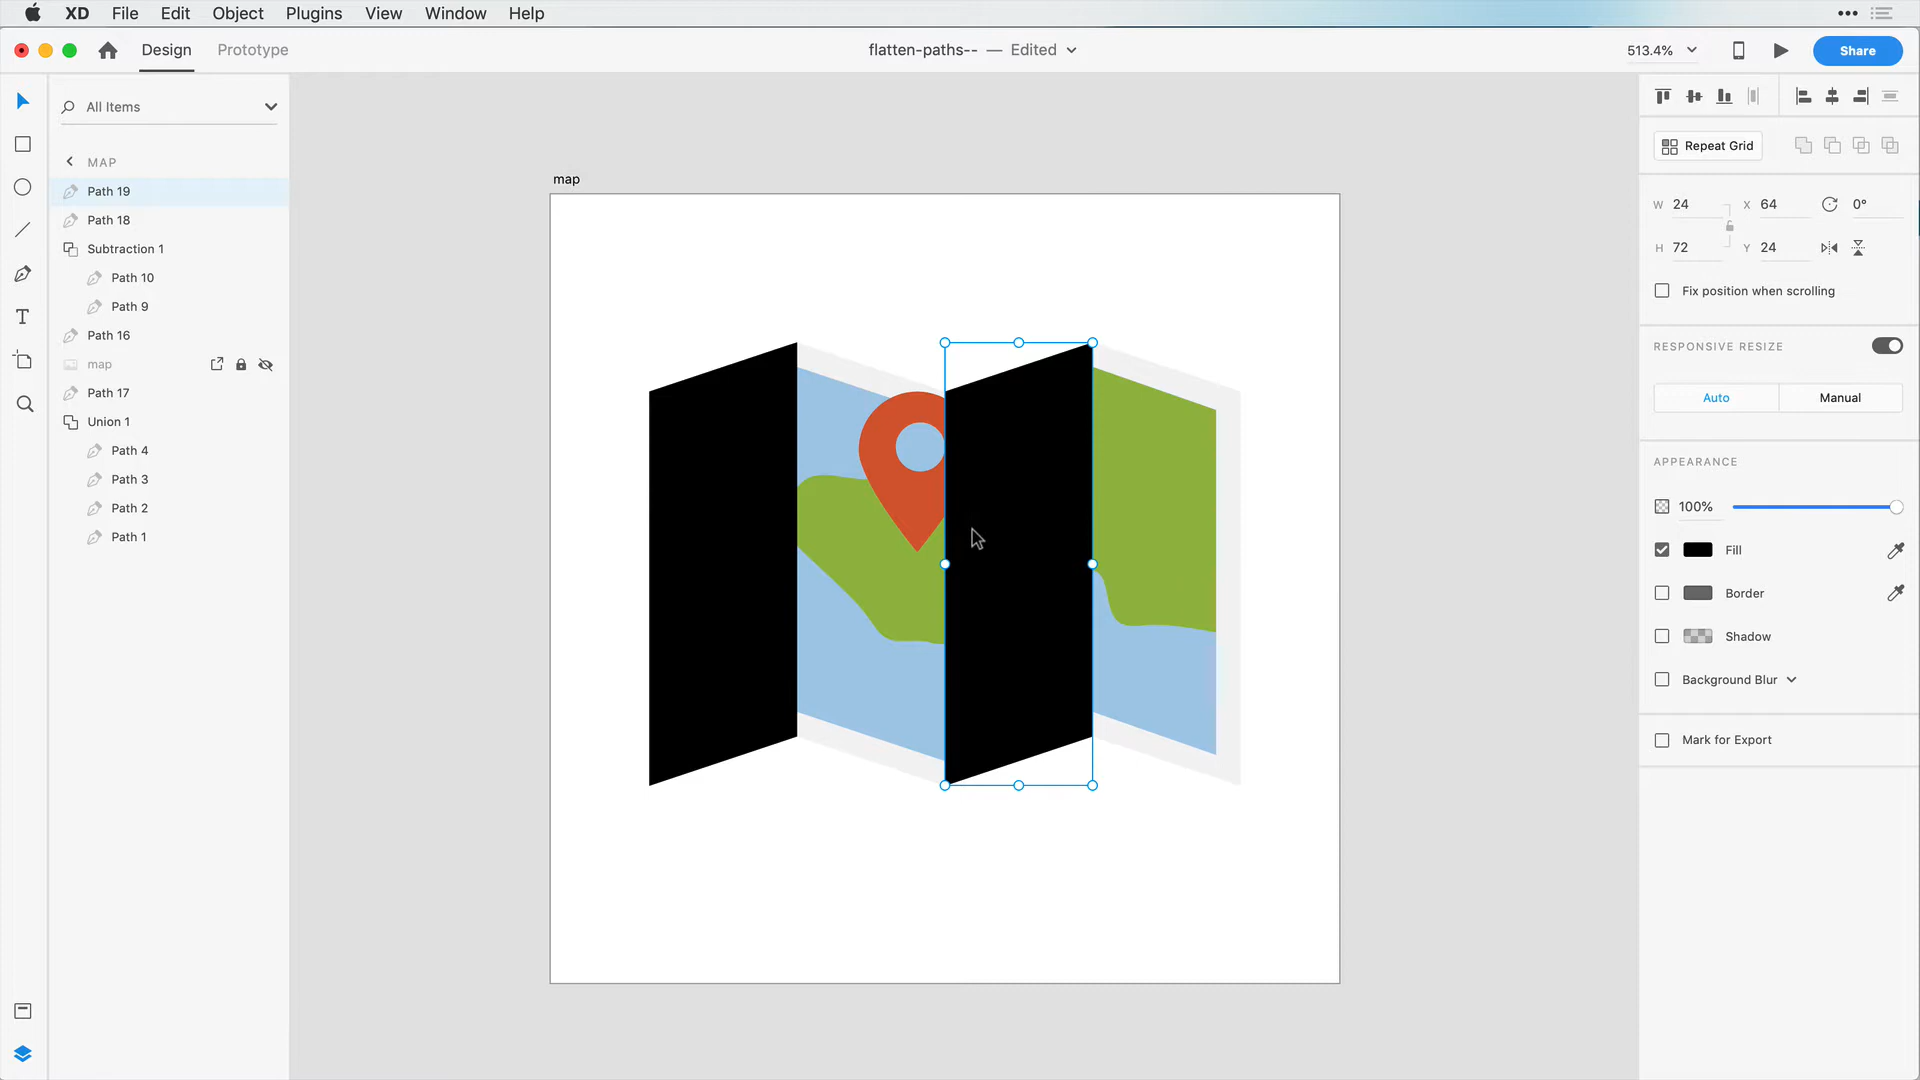 XD File Edit Object Plugins View Window Help
Design Prototype flatten-paths-- — Edited 513.4% Share
All Items
MAP
Path 19
Path 18
Subtraction 1
Path 10
Path 9
Path 16
map
Path 17
Union 1
Path 4
Path 3
Path 2
Path 1
map
Repeat Grid
W 24 X 64 0°
H 72 Y 24
Fix position when scrolling
RESPONSIVE RESIZE
Auto Manual
APPEARANCE
100%
Fill
Border
Shadow
Background Blur
Mark for Export